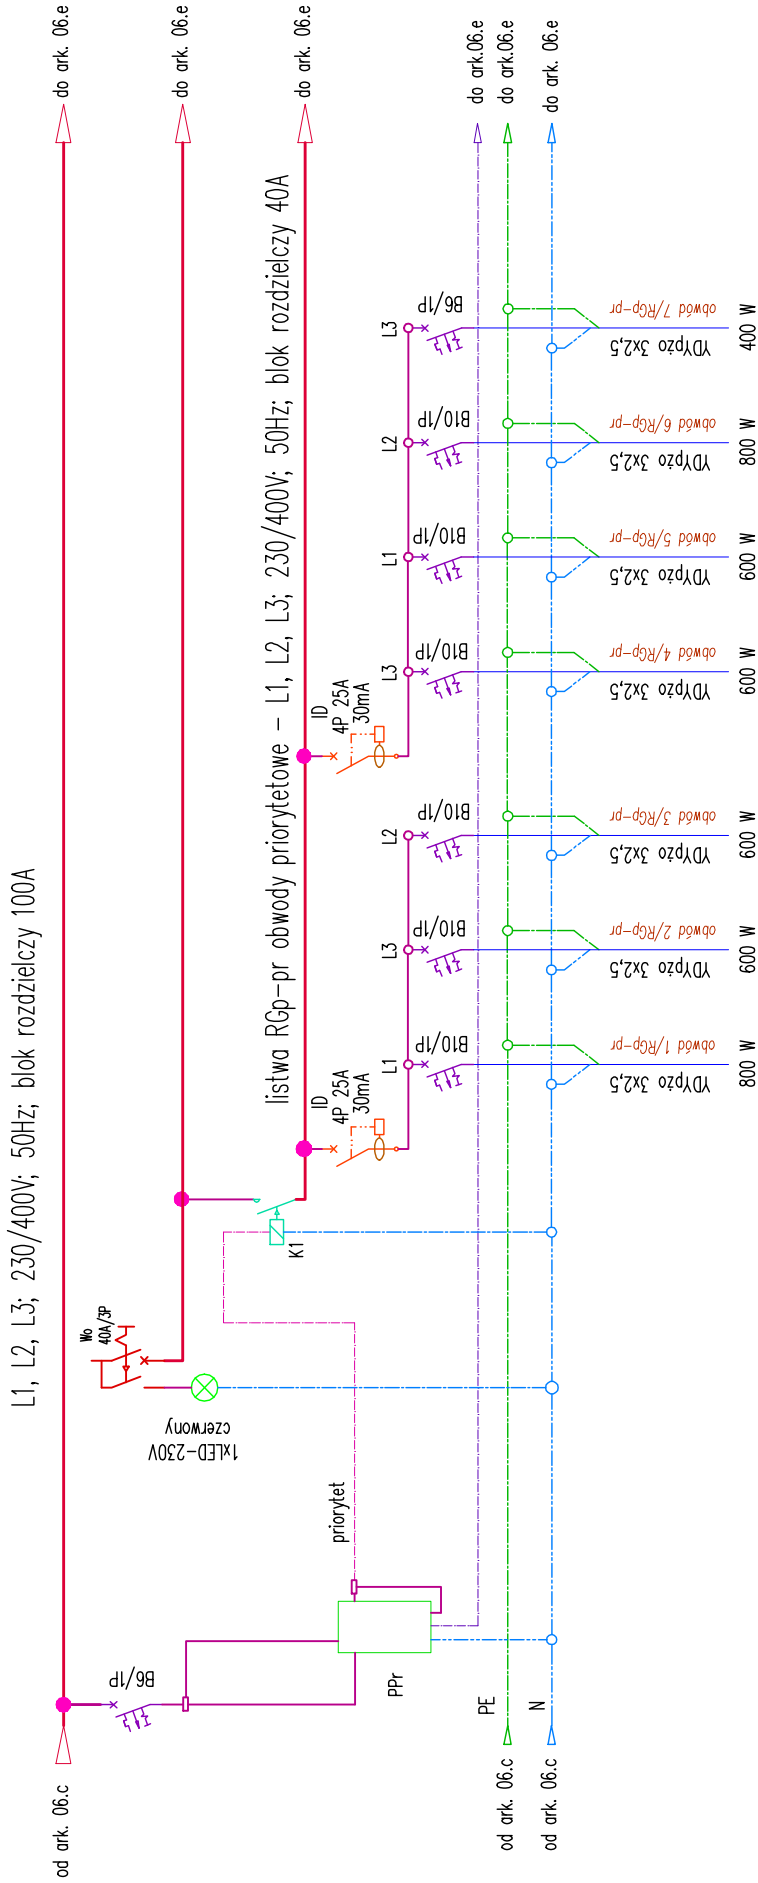 L1, L2, L3; 230/400V; 50Hz; blok rozdzielczy 100A
od ark. 06.c
do ark. 06.e
do ark. 06.e
do ark. 06.e
listwa RGp-pr obwody priorytetowe - L1, L2, L3; 230/400V; 50Hz; blok rozdzielczy 40A
B6/1P
PPr
priorytet
Wo
40A/3P
1xLED-230V
czerwony
K1
ID
4P 25A
30mA
ID
4P 25A
30mA
L1
B10/1P
L3
B10/1P
L2
B10/1P
L3
B10/1P
L1
B10/1P
L2
B10/1P
L3
B6/1P
do ark.06.e
od ark. 06.c
PE
do ark.06.e
od ark. 06.c
N
do ark. 06.e
obwód 1/RGp-pr
YDYpżo 3x2,5
800 W
obwód 2/RGp-pr
YDYpżo 3x2,5
600 W
obwód 3/RGp-pr
YDYpżo 3x2,5
600 W
obwód 4/RGp-pr
YDYpżo 3x2,5
600 W
obwód 5/RGp-pr
YDYpżo 3x2,5
600 W
obwód 6/RGp-pr
YDYpżo 3x2,5
800 W
obwód 7/RGp-pr
YDYpżo 3x2,5
400 W